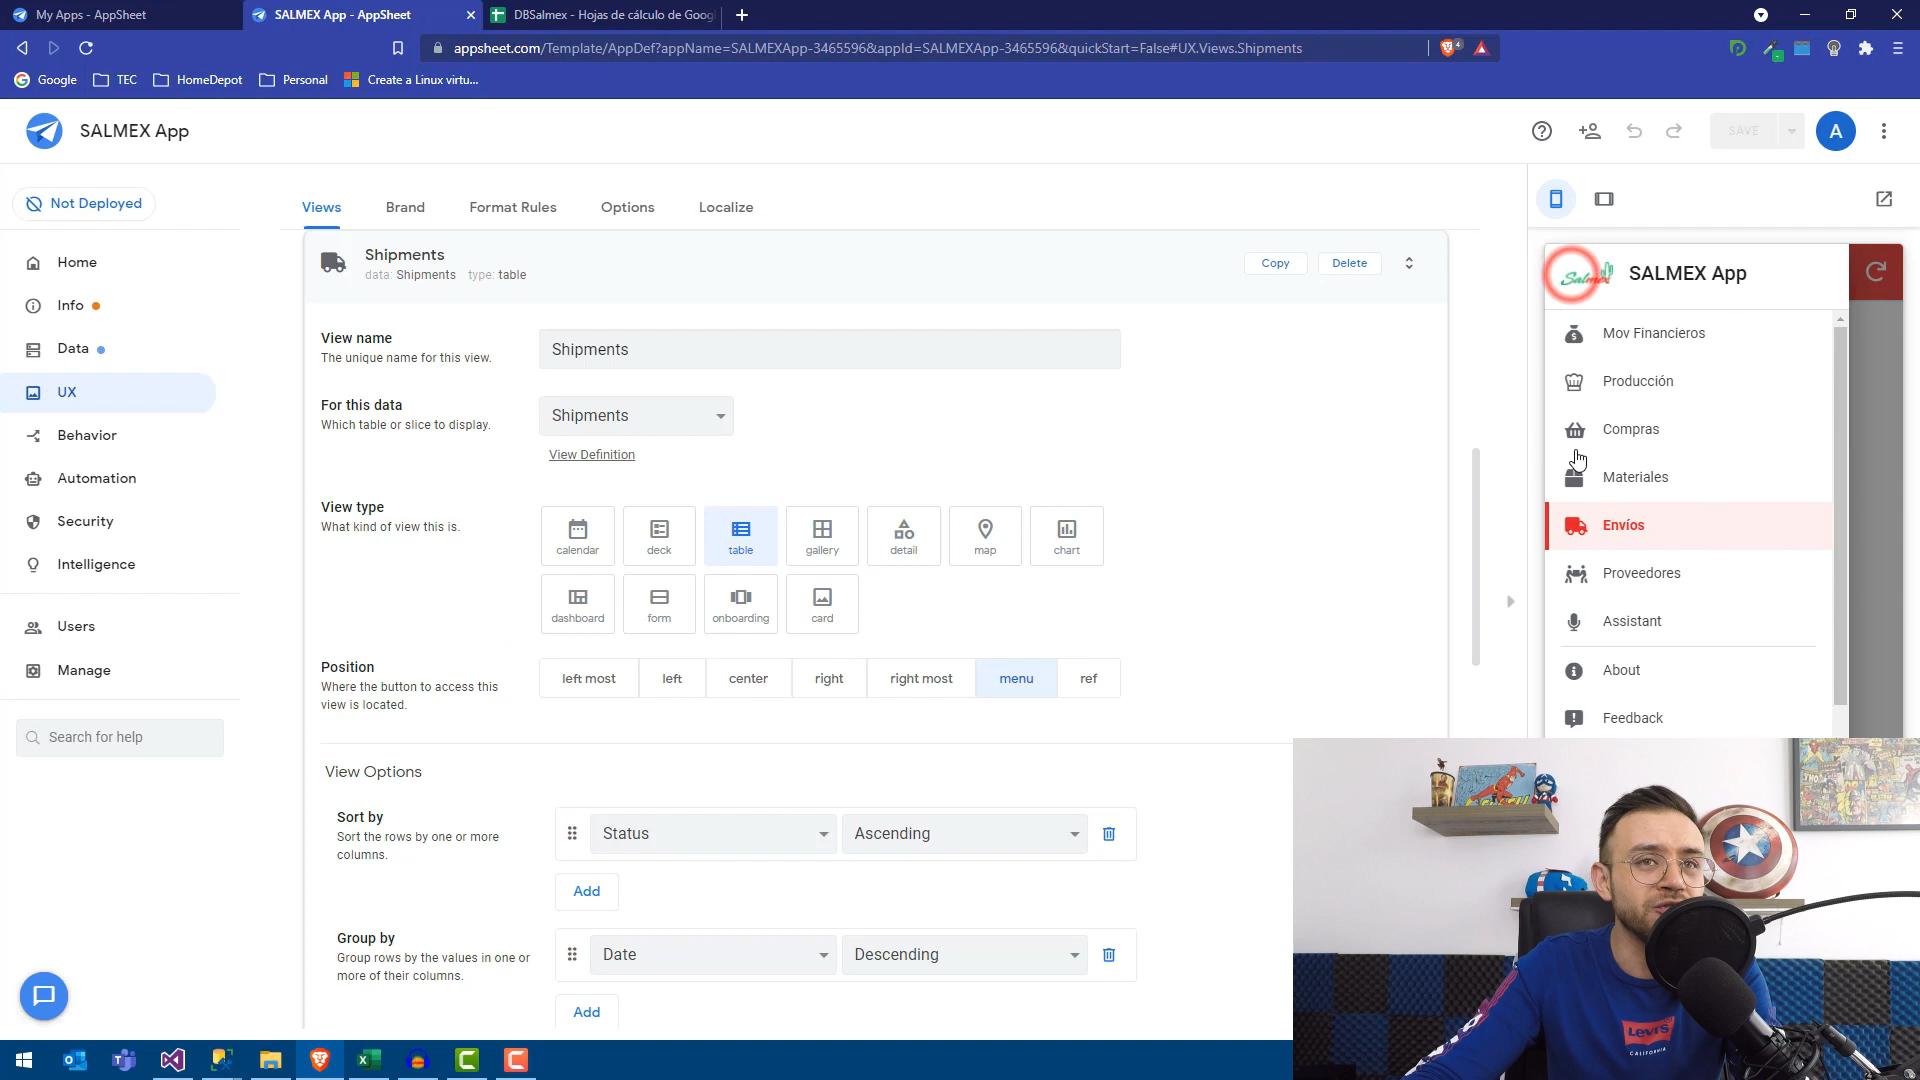 My Apps - AppSheet
SALMEX App - AppSheet
DBSalmex - Hojas de cálculo de Goog
appsheet.com/Template/AppDef?appName=SALMEXApp-3465596&appId=SALMEXApp-3465596&quickStart=False#UX.Views.Shipments
4
Google
TEC
HomeDepot
Personal
Create a Linux virtu...
SALMEX App
SAVE
A
Not Deployed
Home
Info
Data
UX
Behavior
Automation
Security
Intelligence
Users
Manage
Search for help
Views
Brand
Format Rules
Options
Localize
Shipments
data: Shipments type: table
Copy
Delete
View name
The unique name for this view.
Shipments
For this data
Which table or slice to display.
Shipments
View Definition
View type
What kind of view this is.
calendar
deck
table
gallery
detail
map
chart
dashboard
form
onboarding
card
Position
Where the button to access this
view is located.
left most
left
center
right
right most
menu
ref
View Options
Sort by
Sort the rows by one or more
columns.
Status
Ascending
Add
Group by
Group rows by the values in one or
more of their columns.
Date
Descending
Add
Salmex
SALMEX App
Mov Financieros
Producción
Compras
Materiales
Envíos
Proveedores
Assistant
About
Feedback
Levi's
CALIFORNIA